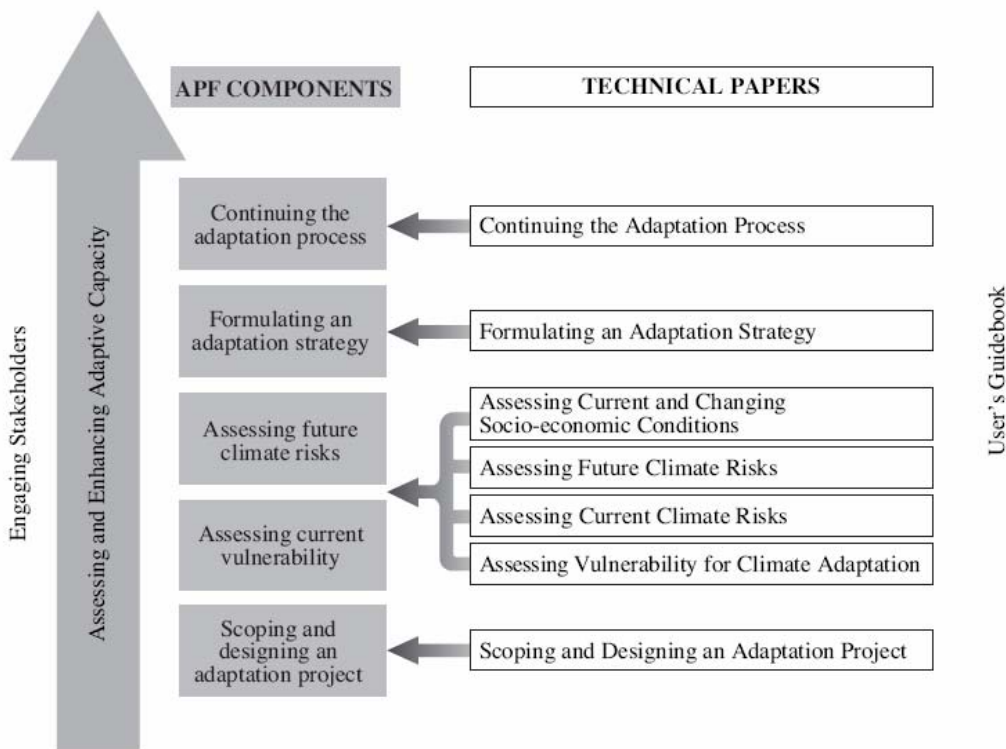 APF COMPONENTS
TECHNICAL PAPERS
Continuing the
adaptation process
Continuing the Adaptation Process
Formulating an
adaptation strategy
Formulating an Adaptation Strategy
Assessing future
climate risks
Assessing current
vulnerability
Assessing Current and Changing
Socio-economic Conditions
Assessing Future Climate Risks
Assessing Current Climate Risks
Assessing Vulnerability for Climate Adaptation
Scoping and
designing an
adaptation project
Scoping and Designing an Adaptation Project
Engaging Stakeholders
Assessing and Enhancing Adaptive Capacity
User's Guidebook